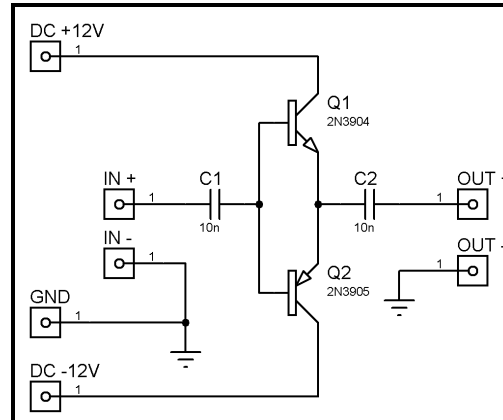 DC +12V
1
Q1
2N3904
IN +
1
C1
10n
C2
10n
1
OUT +
IN -
1
OUT -
1
Q2
2N3905
GND
1
DC -12V
1